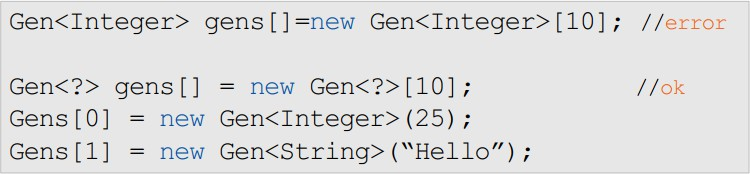 Gen<Integer> gens[]=new Gen<Integer>[10]; //error
Gen<?> gens[] = new Gen<?>[10]; //ok
Gens[0] = new Gen<Integer>(25);
Gens[1] = new Gen<String>(“Hello”);